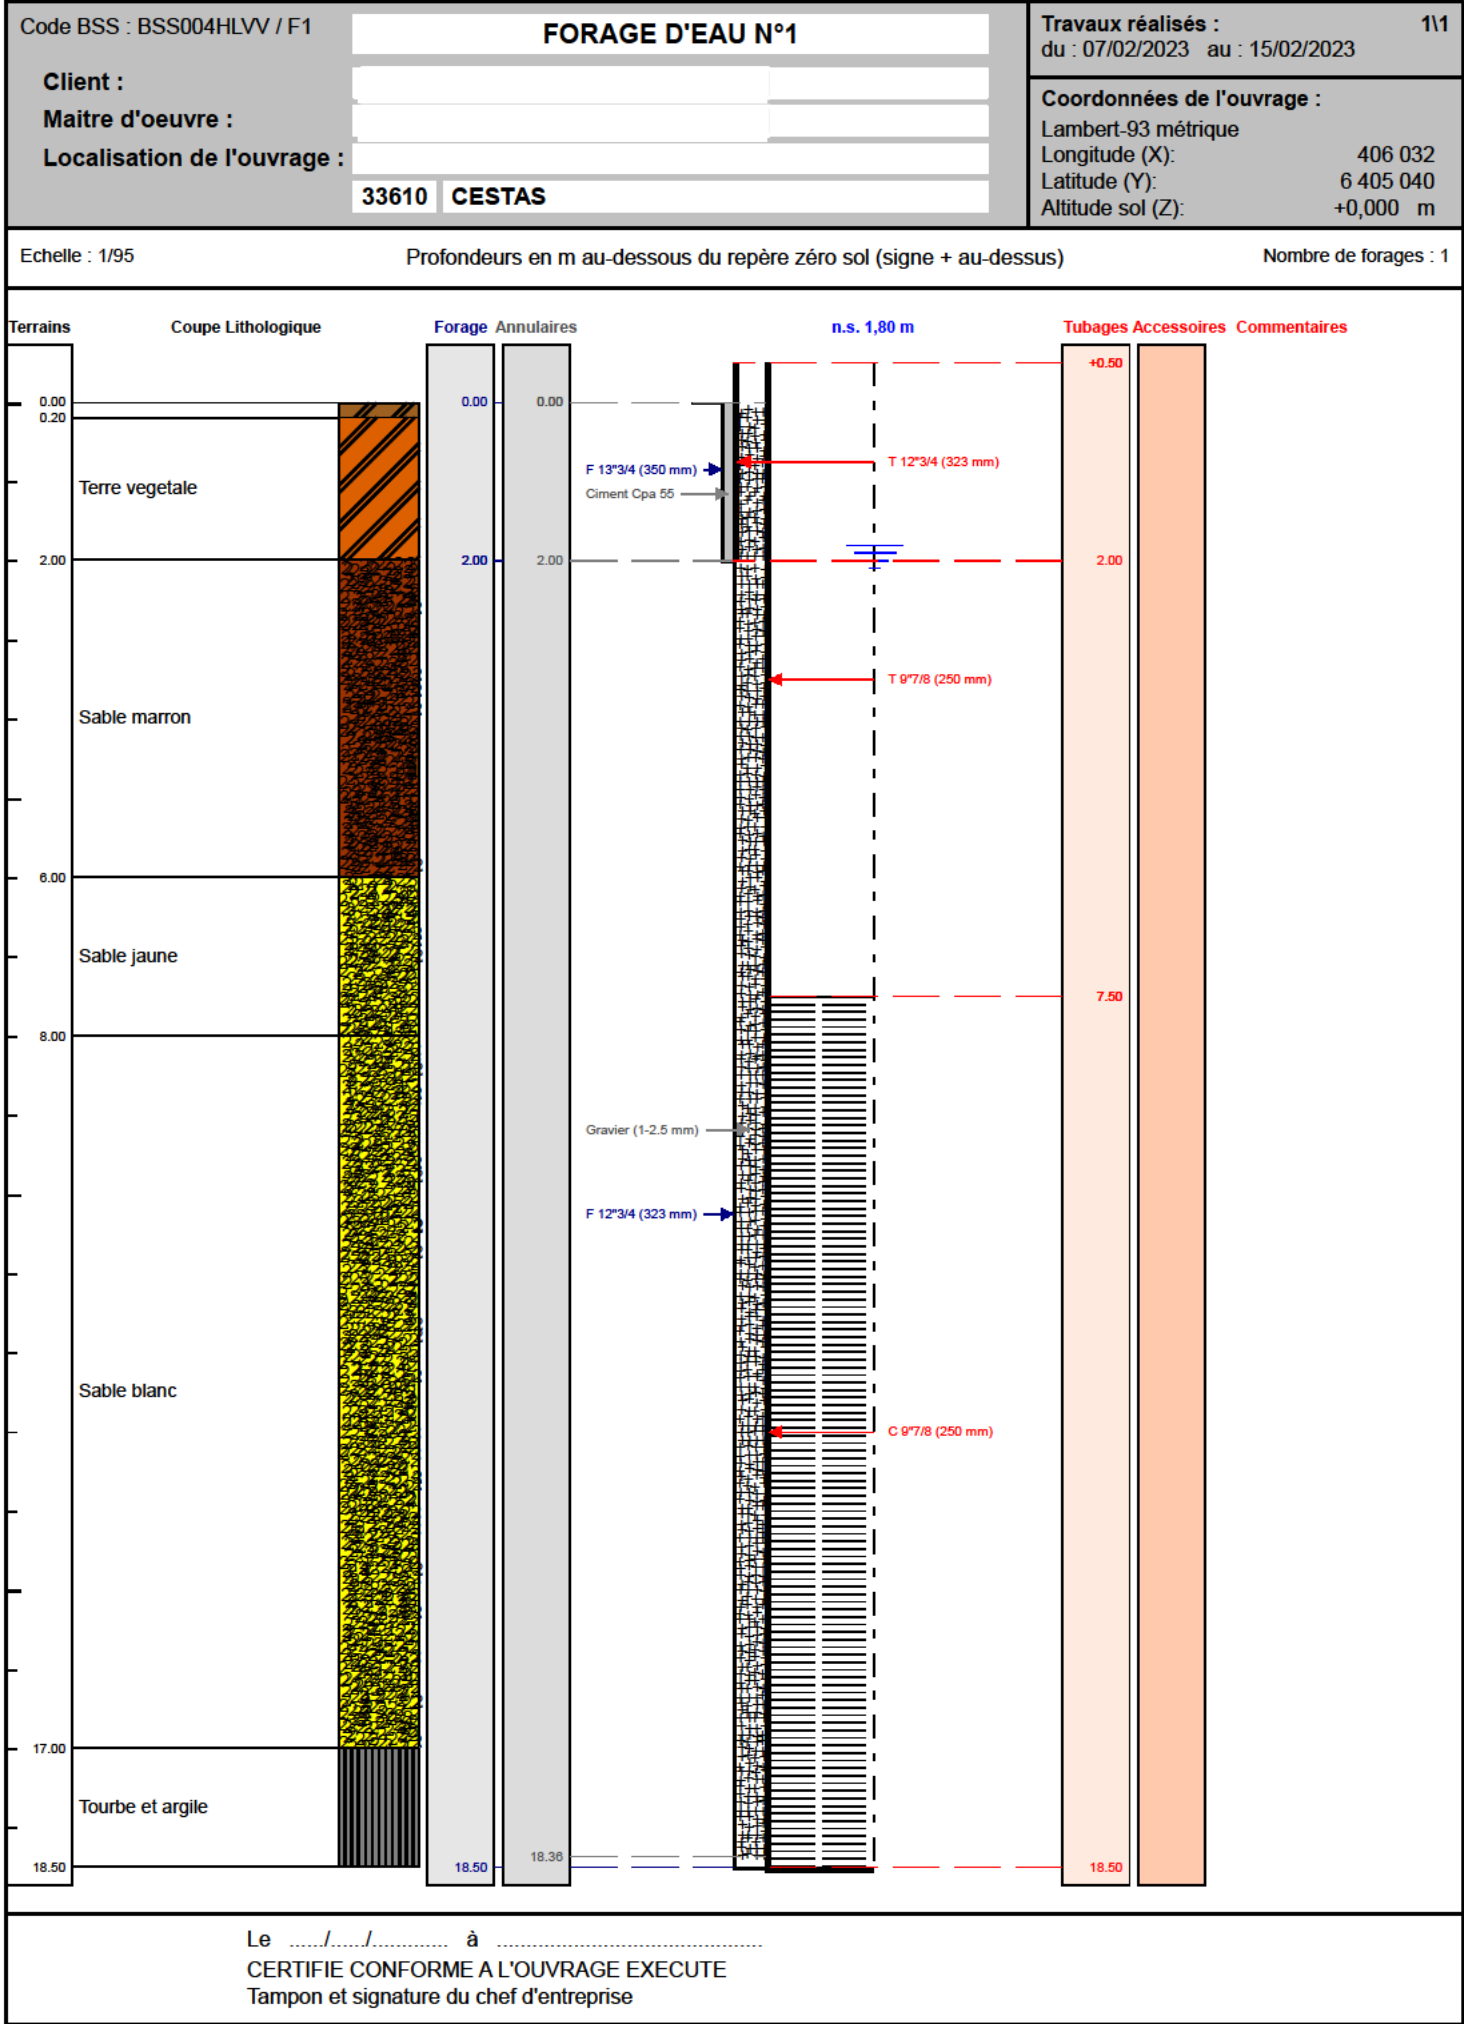 Code BSS : BSS004HLVV / F1
FORAGE D'EAU N°1
Client :
Maitre d'oeuvre :
Localisation de l'ouvrage :
33610 CESTAS
Travaux réalisés : 1\1
du : 07/02/2023 au : 15/02/2023
Coordonnées de l'ouvrage :
Lambert-93 métrique
Longitude (X): 406 032
Latitude (Y): 6 405 040
Altitude sol (Z): +0,000 m
Echelle : 1/95 Profondeurs en m au-dessous du repère zéro sol (signe + au-dessus) Nombre de forages : 1
Terrains Coupe Lithologique Forage Annulaires n.s. 1,80 m Tubages Accessoires Commentaires
+0.50
0.00 0.00 0.00
0.20
T 12"3/4 (323 mm)
F 13"3/4 (350 mm)
Terre vegetale
Ciment Cpa 55
2.00 2.00 2.00 2.00
T 9"7/8 (250 mm)
Sable marron
6.00
Sable jaune
7.50
8.00
Gravier (1-2.5 mm)
F 12"3/4 (323 mm)
Sable blanc
C 9"7/8 (250 mm)
17.00
Tourbe et argile
18.36
18.50 18.50 18.50
Le ....../....../............. à .............................................
CERTIFIE CONFORME A L'OUVRAGE EXECUTE
Tampon et signature du chef d'entreprise